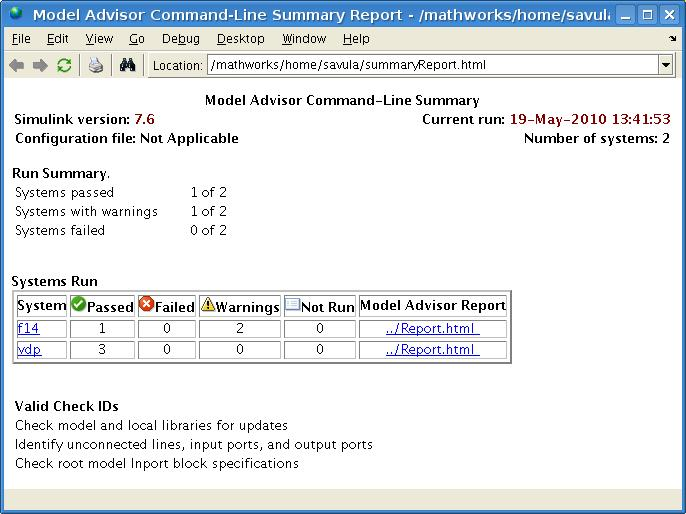 Model Advisor Command-Line Summary Report - /mathworks/home/savula
File Edit View Go Debug Desktop Window Help
Location: /mathworks/home/savula/summaryReport.html
Model Advisor Command-Line Summary
Simulink version: 7.6 Current run: 19-May-2010 13:41:53
Configuration file: Not Applicable Number of systems: 2
Run Summary.
Systems passed 1 of 2
Systems with warnings 1 of 2
Systems failed 0 of 2
Systems Run
System Passed Failed Warnings Not Run Model Advisor Report
f14 1 0 2 0 ../Report.html
vdp 3 0 0 0 ../Report.html
Valid Check IDs
Check model and local libraries for updates
Identify unconnected lines, input ports, and output ports
Check root model Inport block specifications